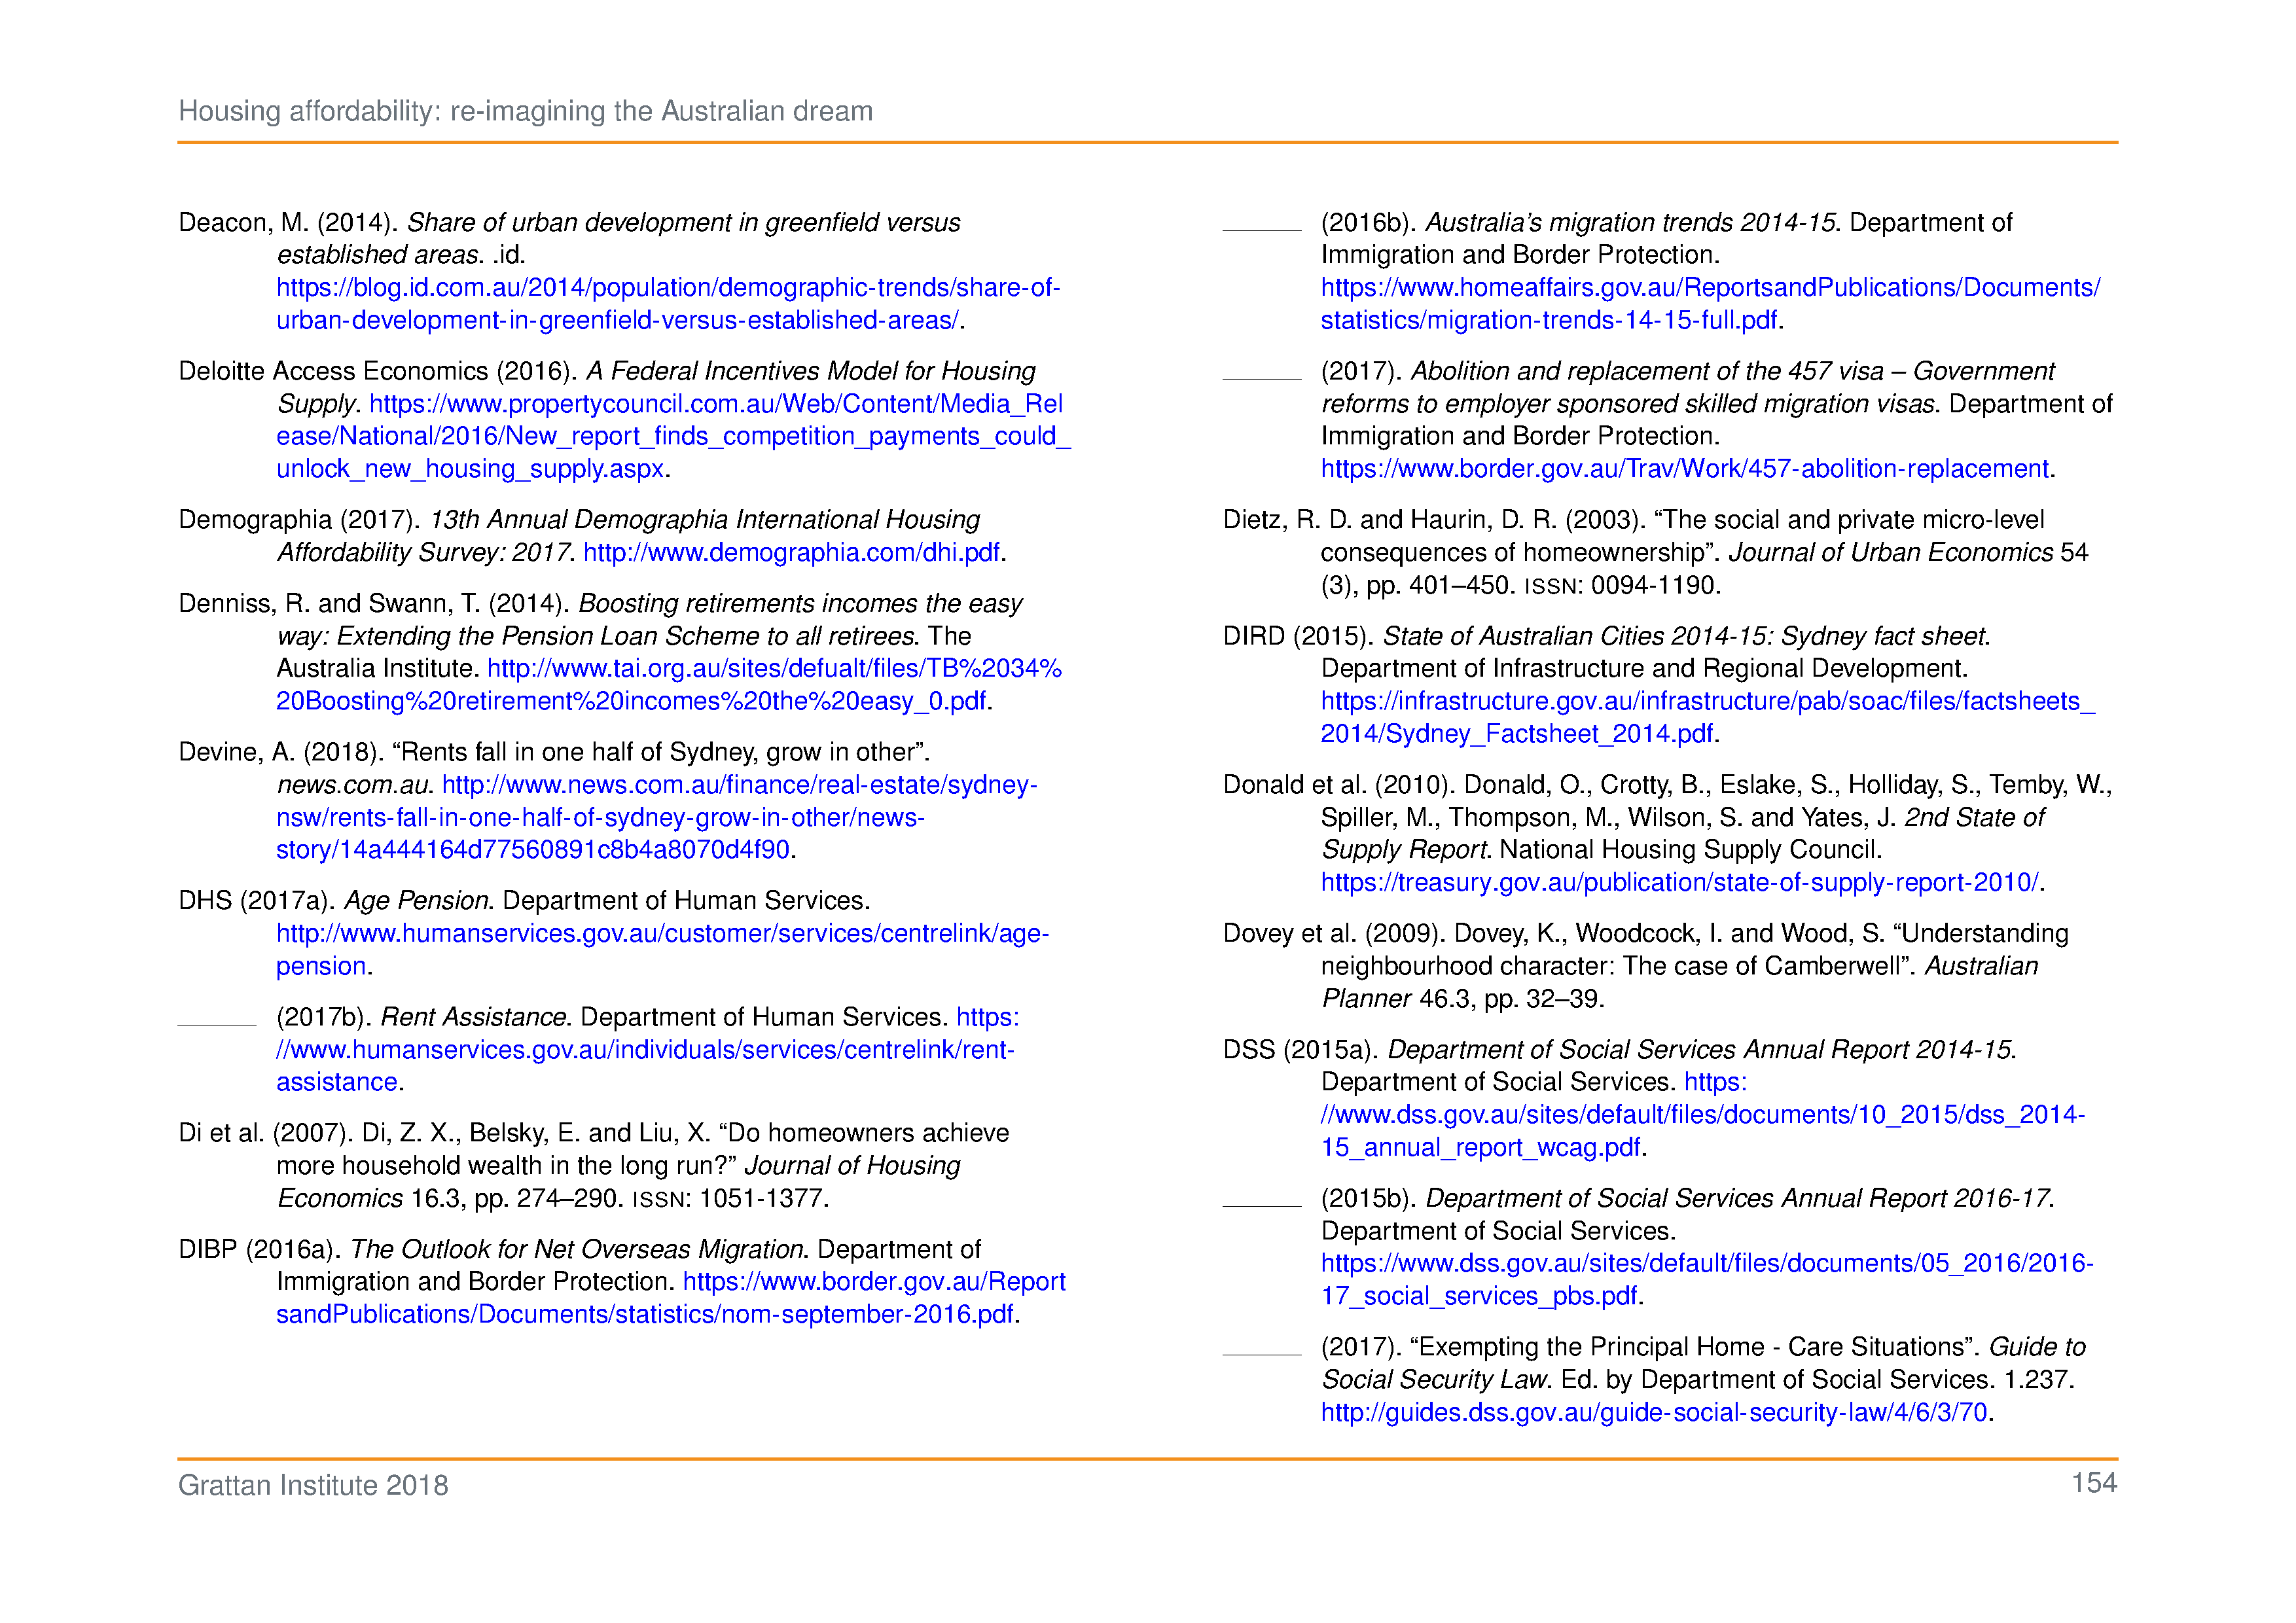 Housing affordability: re-imagining the Australian dream
Deacon, M. (2014). Share of urban development in greenfield versus
established areas. .id.
https://blog.id.com.au/2014/population/demographic-trends/share-of-
urban-development-in-greenfield-versus-established-areas/.
Deloitte Access Economics (2016). A Federal Incentives Model for Housing
Supply. https://www.propertycouncil.com.au/Web/Content/Media_Rel
ease/National/2016/New_report_finds_competition_payments_could_
unlock_new_housing_supply.aspx.
Demographia (2017). 13th Annual Demographia International Housing
Affordability Survey: 2017. http://www.demographia.com/dhi.pdf.
Denniss, R. and Swann, T. (2014). Boosting retirements incomes the easy
way: Extending the Pension Loan Scheme to all retirees. The
Australia Institute. http://www.tai.org.au/sites/defualt/files/TB%2034%
20Boosting%20retirement%20incomes%20the%20easy_0.pdf.
Devine, A. (2018). “Rents fall in one half of Sydney, grow in other”.
news.com.au. http://www.news.com.au/finance/real-estate/sydney-
nsw/rents-fall-in-one-half-of-sydney-grow-in-other/news-
story/14a444164d77560891c8b4a8070d4f90.
DHS (2017a). Age Pension. Department of Human Services.
http://www.humanservices.gov.au/customer/services/centrelink/age-
pension.
(2017b). Rent Assistance. Department of Human Services. https:
//www.humanservices.gov.au/individuals/services/centrelink/rent-
assistance.
Di et al. (2007). Di, Z. X., Belsky, E. and Liu, X. “Do homeowners achieve
more household wealth in the long run?” Journal of Housing
Economics 16.3, pp. 274–290. ISSN: 1051-1377.
DIBP (2016a). The Outlook for Net Overseas Migration. Department of
Immigration and Border Protection. https://www.border.gov.au/Report
sandPublications/Documents/statistics/nom-september-2016.pdf.
(2016b). Australia’s migration trends 2014-15. Department of
Immigration and Border Protection.
https://www.homeaffairs.gov.au/ReportsandPublications/Documents/
statistics/migration-trends-14-15-full.pdf.
(2017). Abolition and replacement of the 457 visa – Government
reforms to employer sponsored skilled migration visas. Department of
Immigration and Border Protection.
https://www.border.gov.au/Trav/Work/457-abolition-replacement.
Dietz, R. D. and Haurin, D. R. (2003). “The social and private micro-level
consequences of homeownership”. Journal of Urban Economics 54
(3), pp. 401–450. ISSN: 0094-1190.
DIRD (2015). State of Australian Cities 2014-15: Sydney fact sheet.
Department of Infrastructure and Regional Development.
https://infrastructure.gov.au/infrastructure/pab/soac/files/factsheets_
2014/Sydney_Factsheet_2014.pdf.
Donald et al. (2010). Donald, O., Crotty, B., Eslake, S., Holliday, S., Temby, W.,
Spiller, M., Thompson, M., Wilson, S. and Yates, J. 2nd State of
Supply Report. National Housing Supply Council.
https://treasury.gov.au/publication/state-of-supply-report-2010/.
Dovey et al. (2009). Dovey, K., Woodcock, I. and Wood, S. “Understanding
neighbourhood character: The case of Camberwell”. Australian
Planner 46.3, pp. 32–39.
DSS (2015a). Department of Social Services Annual Report 2014-15.
Department of Social Services. https:
//www.dss.gov.au/sites/default/files/documents/10_2015/dss_2014-
15_annual_report_wcag.pdf.
(2015b). Department of Social Services Annual Report 2016-17.
Department of Social Services.
https://www.dss.gov.au/sites/default/files/documents/05_2016/2016-
17_social_services_pbs.pdf.
(2017). “Exempting the Principal Home - Care Situations”. Guide to
Social Security Law. Ed. by Department of Social Services. 1.237.
http://guides.dss.gov.au/guide-social-security-law/4/6/3/70.
Grattan Institute 2018
154